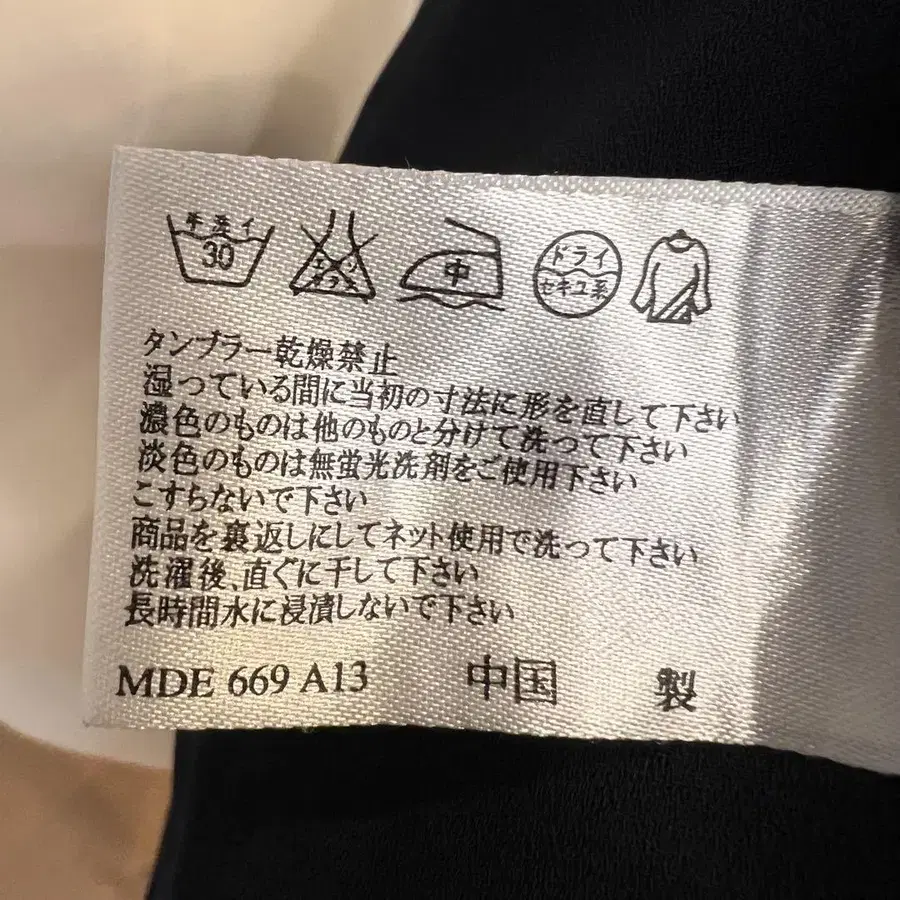 手洗イ 30 中 ドライ セキユ系
タンブラー乾燥禁止
湿っている間に当初の寸法に形を直して下さい
濃色のものは他のものと分けて洗って下さい
淡色のものは無蛍光洗剤をご使用下さい
こすらないで下さい
商品を裏返しにしてネット使用で洗って下さい
洗濯後、直ぐに干して下さい
長時間水に浸漬しないで下さい
MDE 669 A13 中国 製